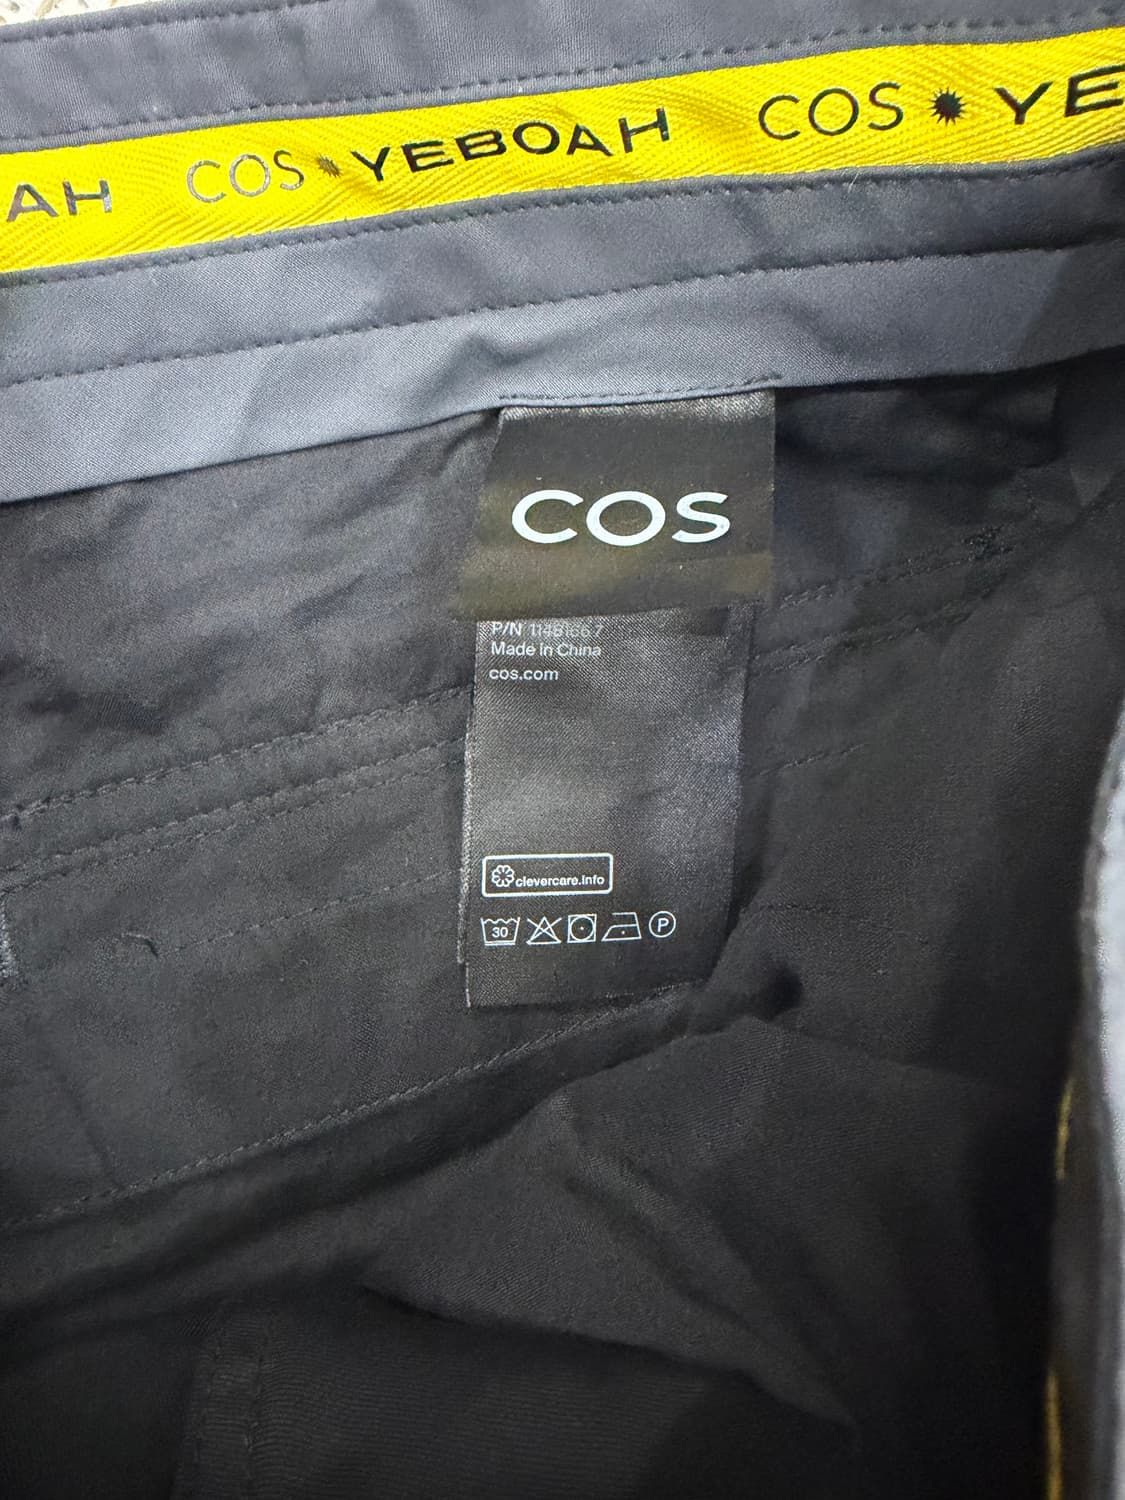 AH COS YEBOAH COS YE
COS
P/N
Made in China
cos.com
clevercare.info
30
P